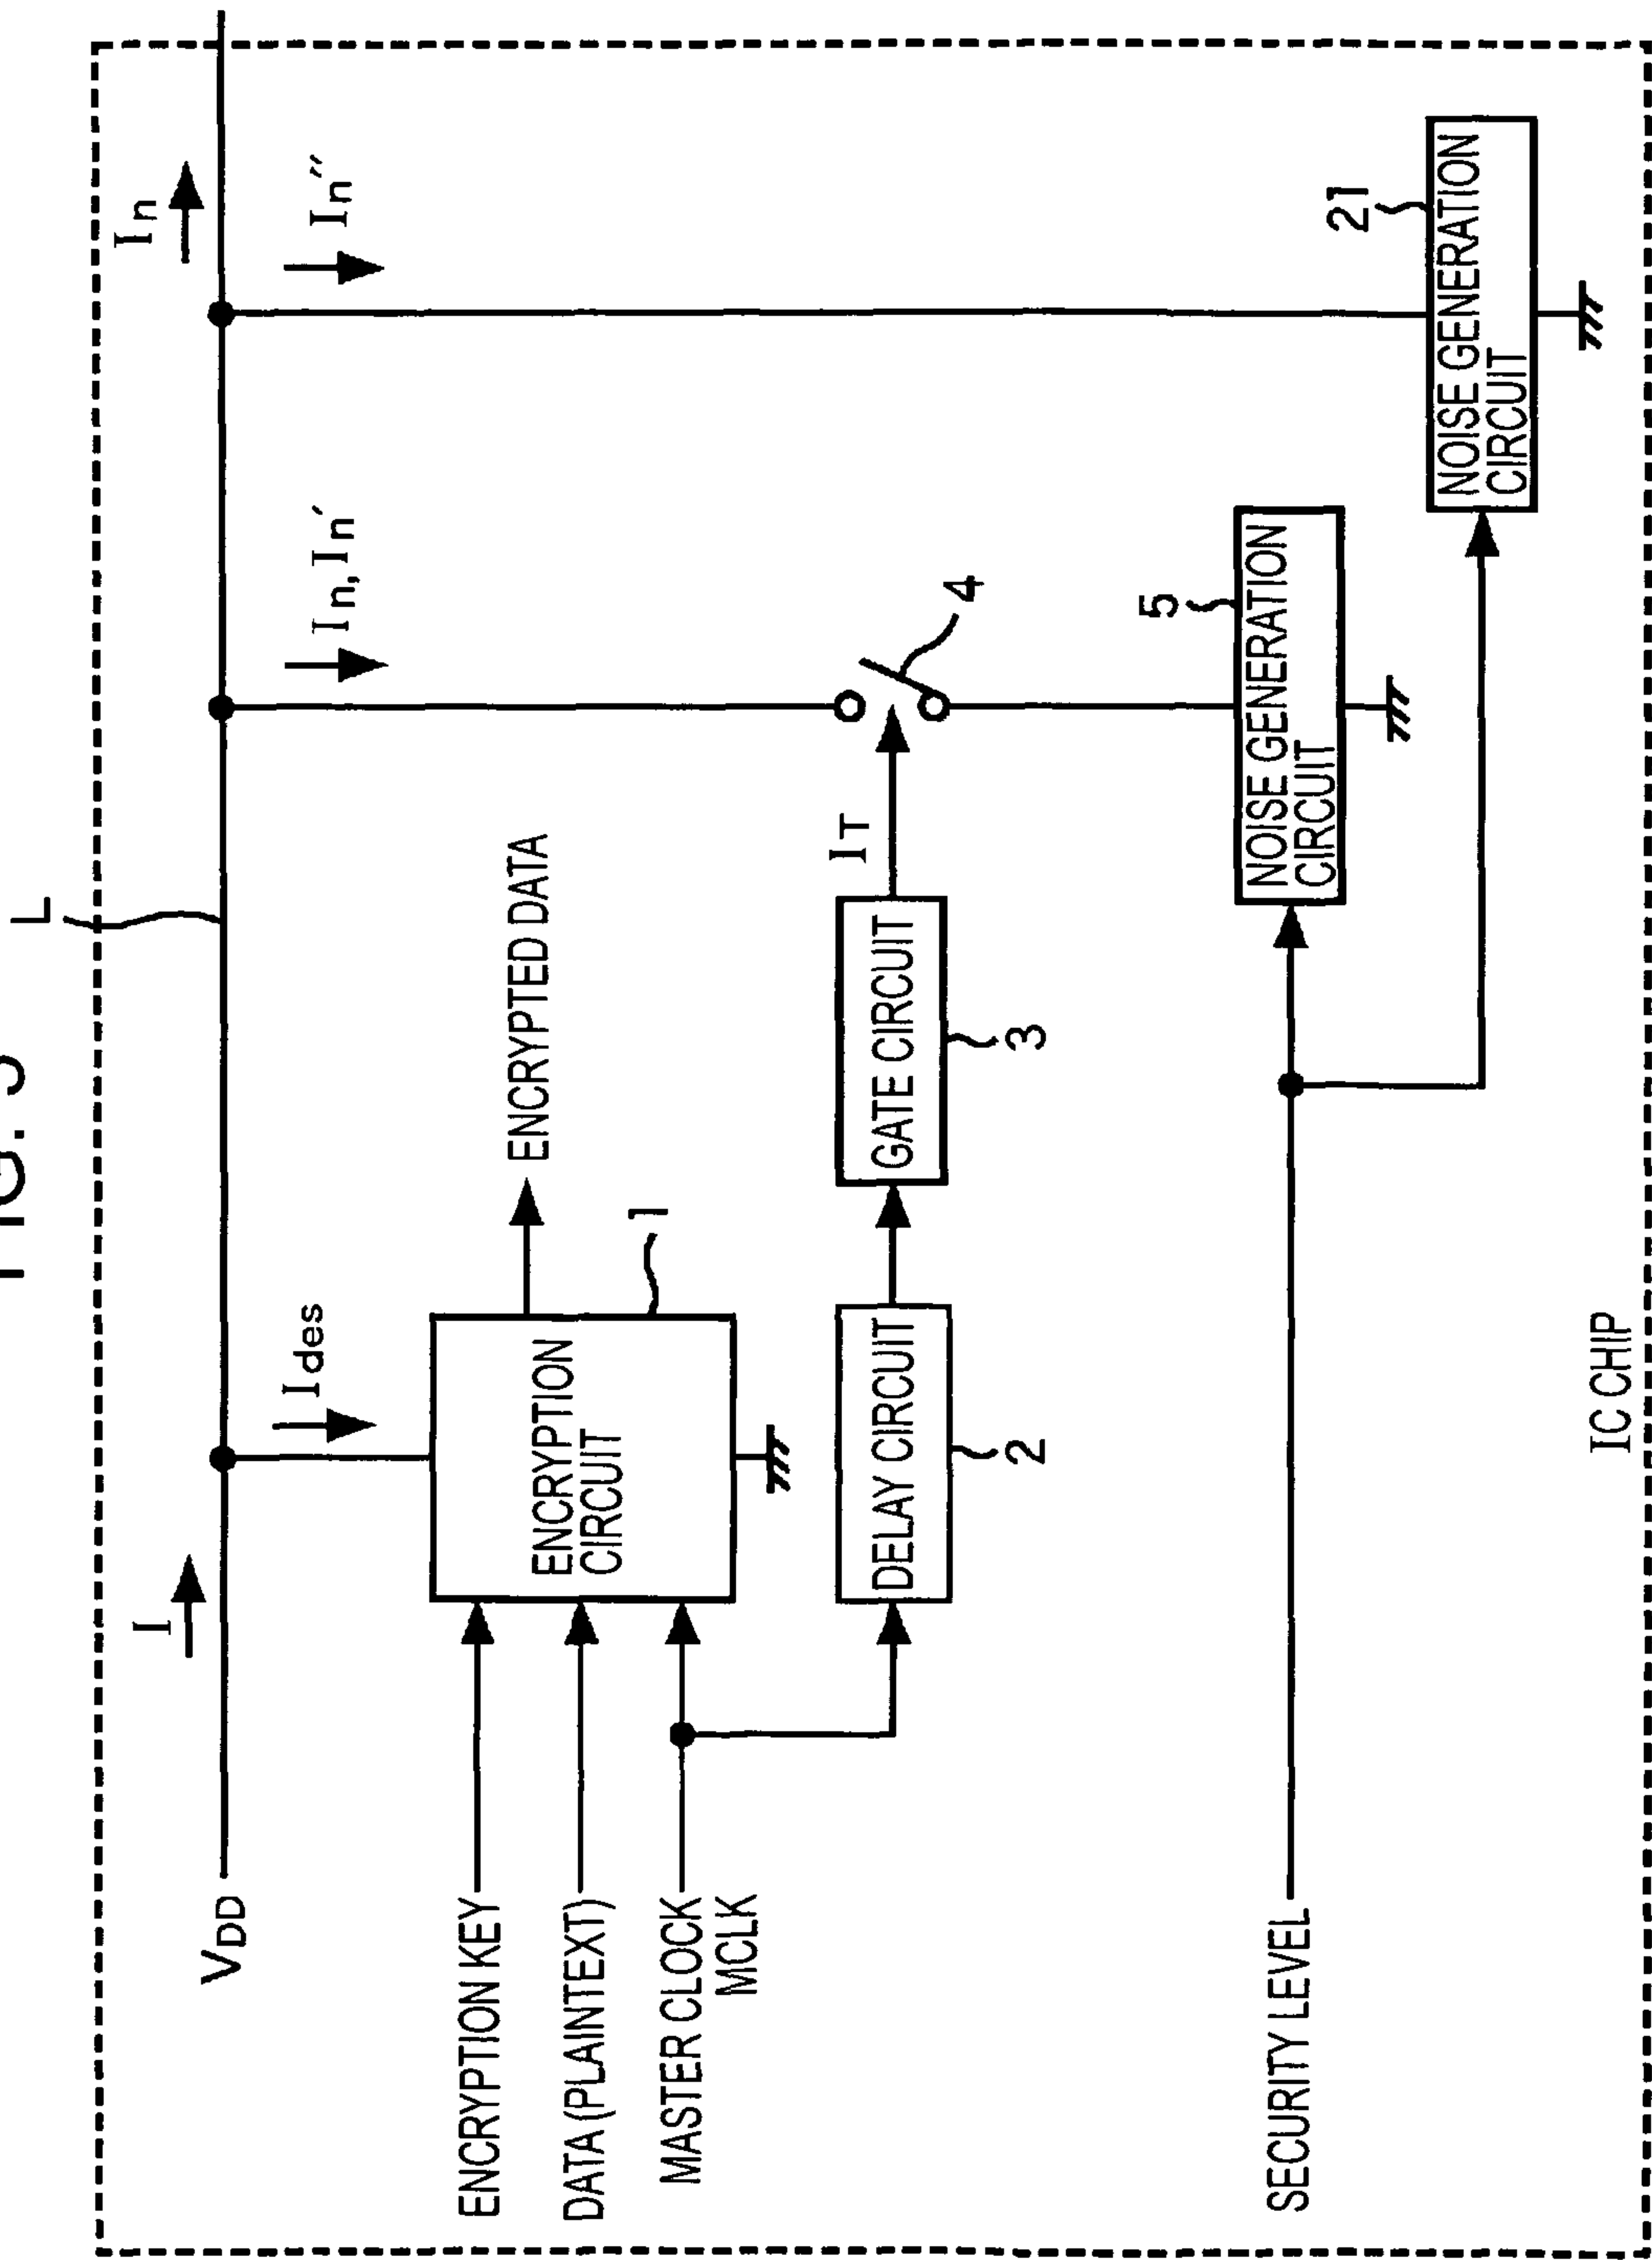 L
I
In
VDD
Ides
In, In′
In″
ENCRYPTION KEY
DATA (PLAINTEXT)
MASTER CLOCK
MCLK
ENCRYPTION
CIRCUIT
1
ENCRYPTED DATA
DELAY CIRCUIT
2
GATE CIRCUIT
3
IT
4
SECURITY LEVEL
5
NOISE GENERATION
CIRCUIT
21
NOISE GENERATION
CIRCUIT
IC CHIP